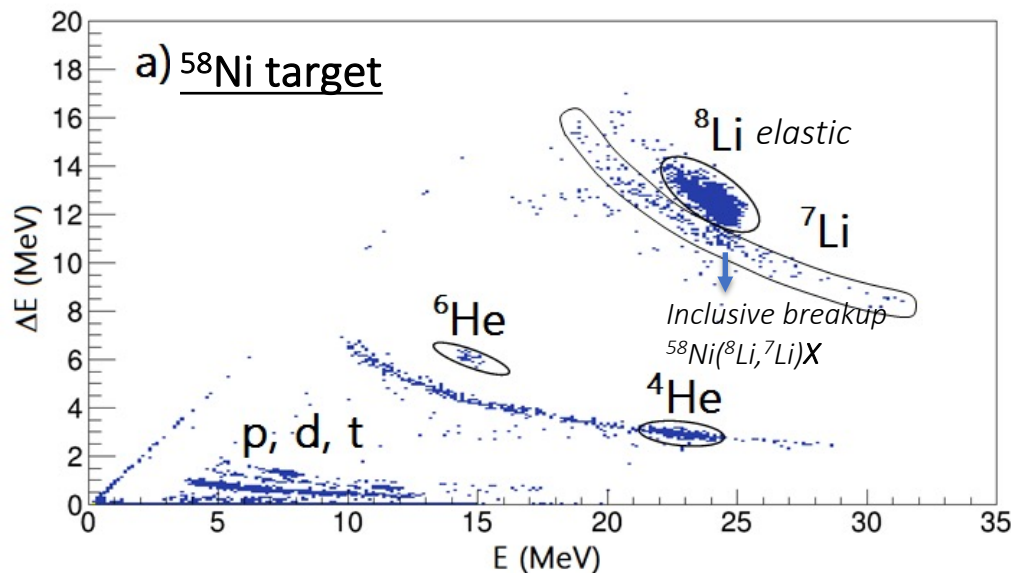 20
18
16
14
12
10
8
6
4
2
0
ΔE (MeV)
a) ⁵⁸Ni target
⁸Li elastic
⁷Li
Inclusive breakup
⁵⁸Ni(⁸Li,⁷Li)X
⁶He
⁴He
p, d, t
0 5 10 15 20 25 30 35
E (MeV)